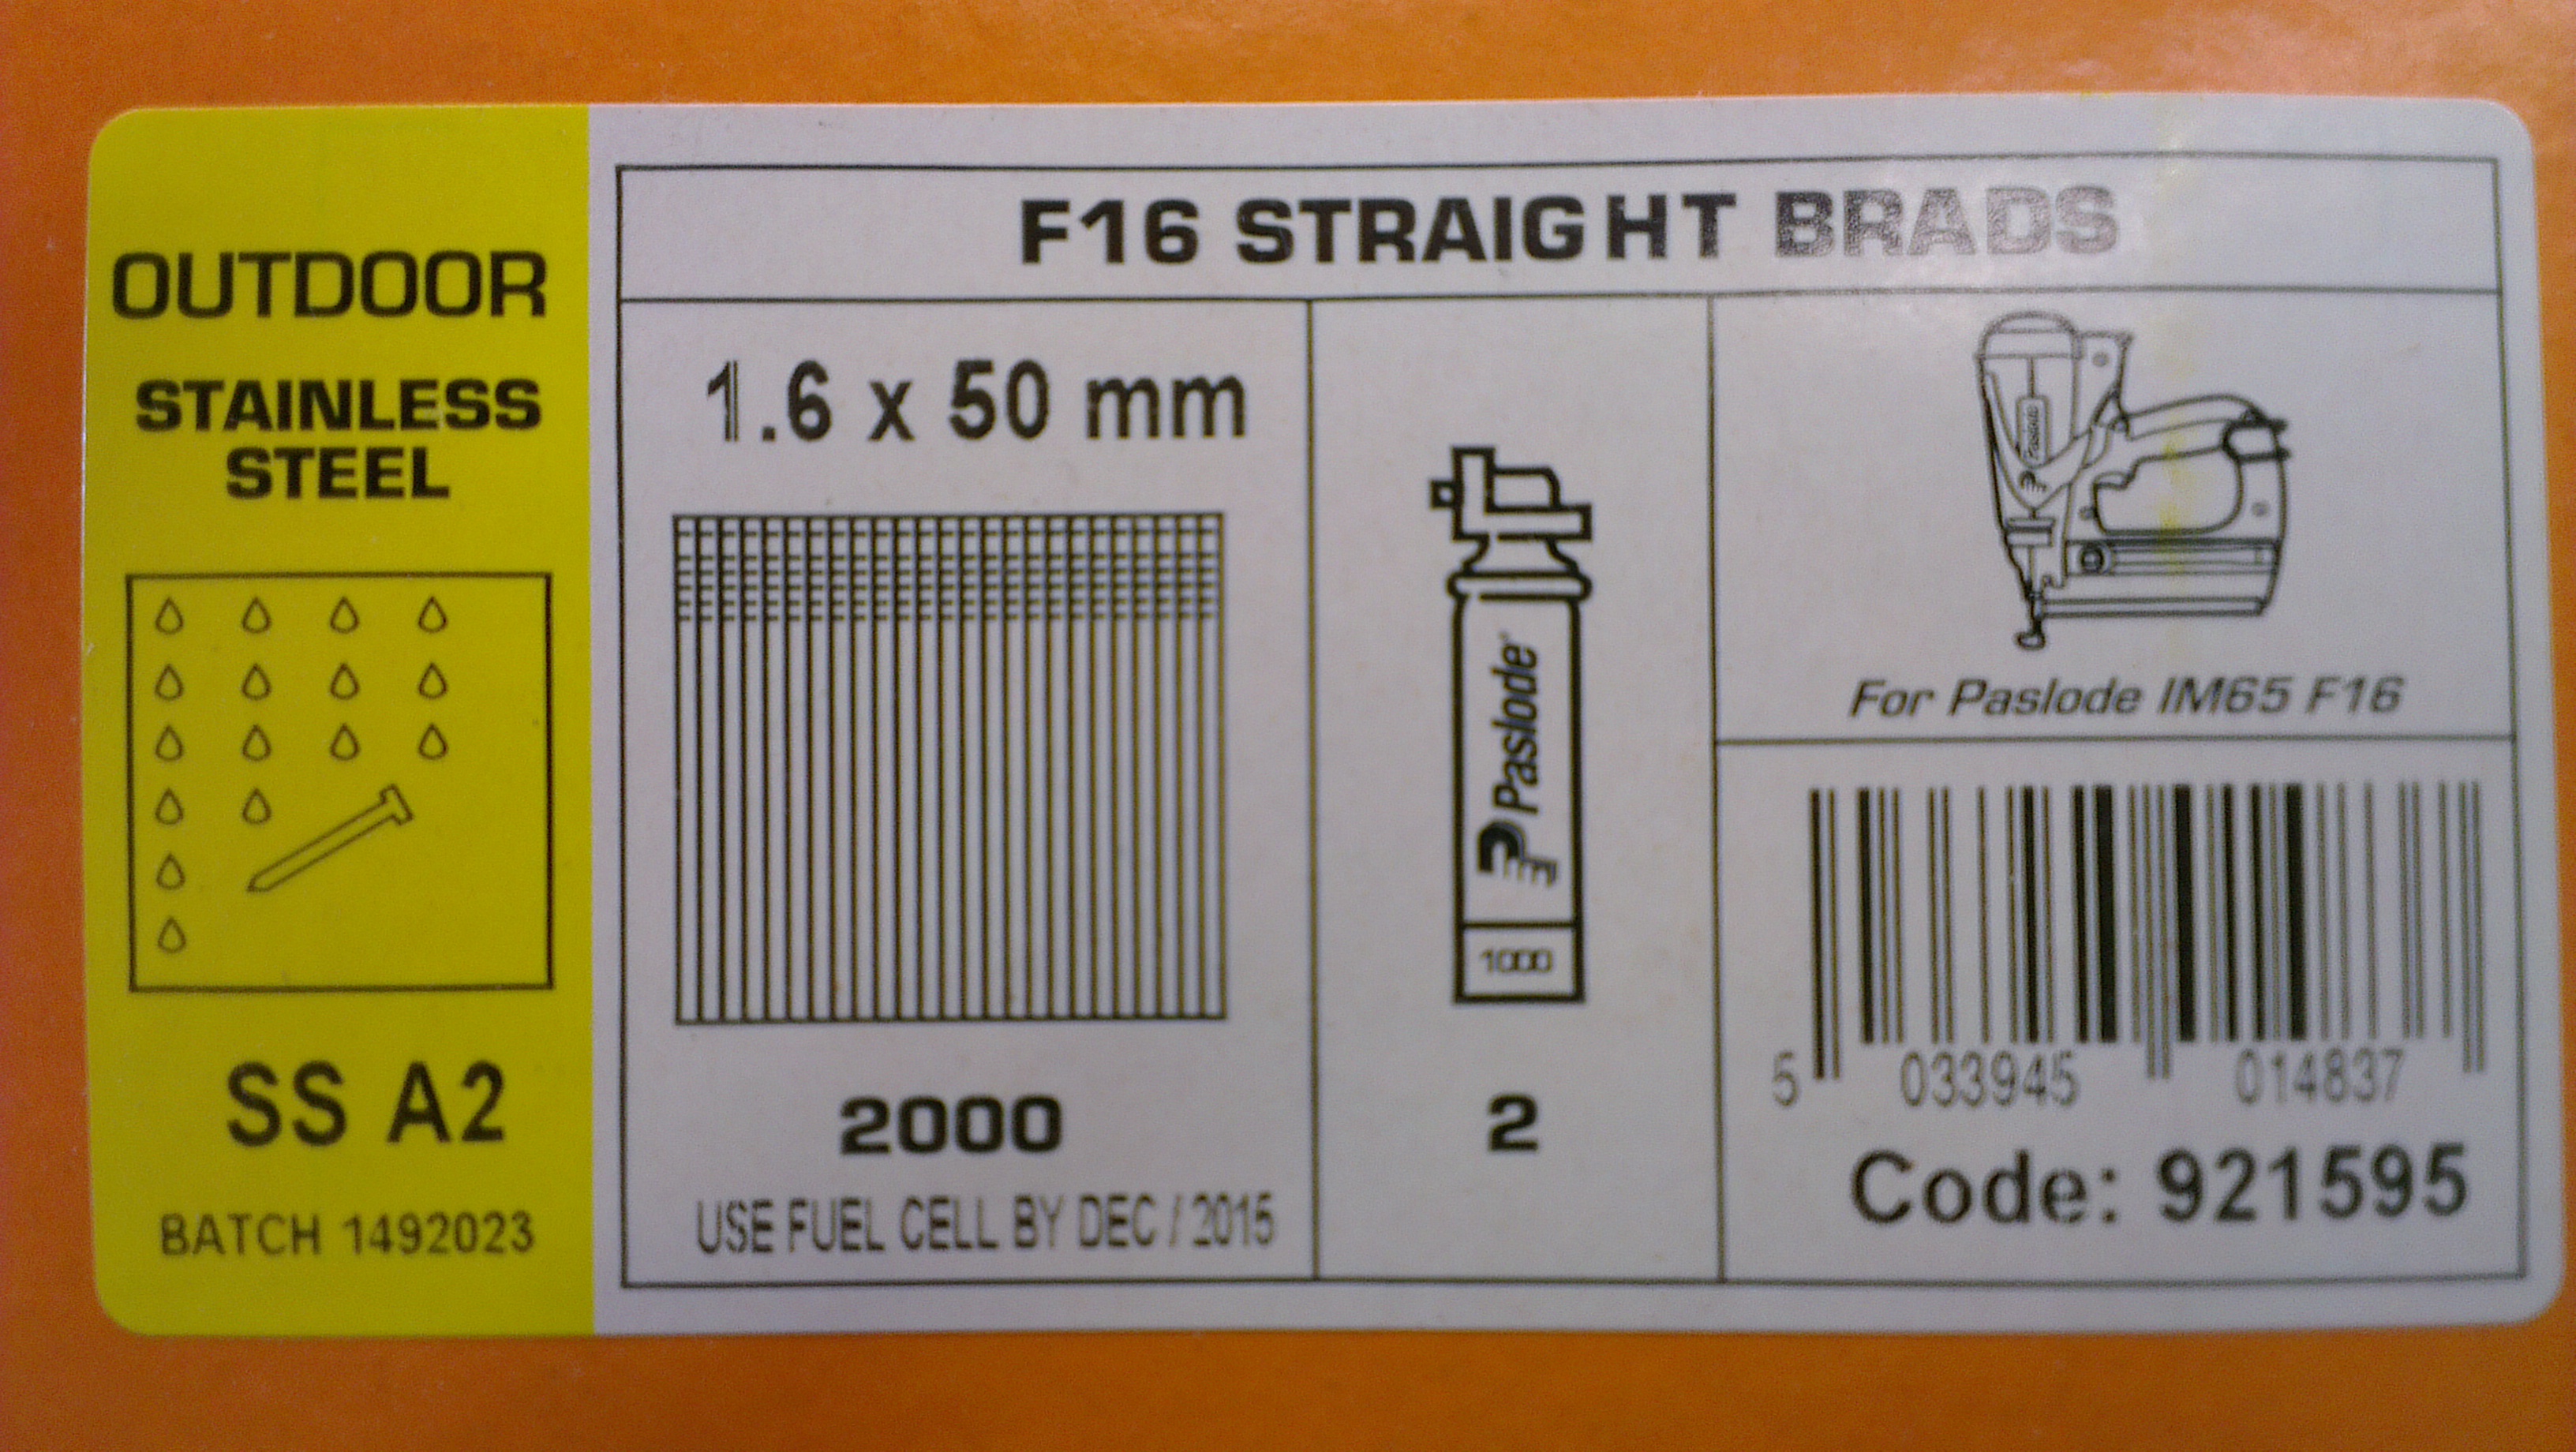 OUTDOOR
STAINLESS
STEEL
SS A2
BATCH 1492023
F16 STRAIGHT BRADS
1.6 x 50 mm
2000
USE FUEL CELL BY DEC / 2015
Paslode
1000
2
Paslode
For Paslode IM65 F16
5 033945 014837
Code: 921595